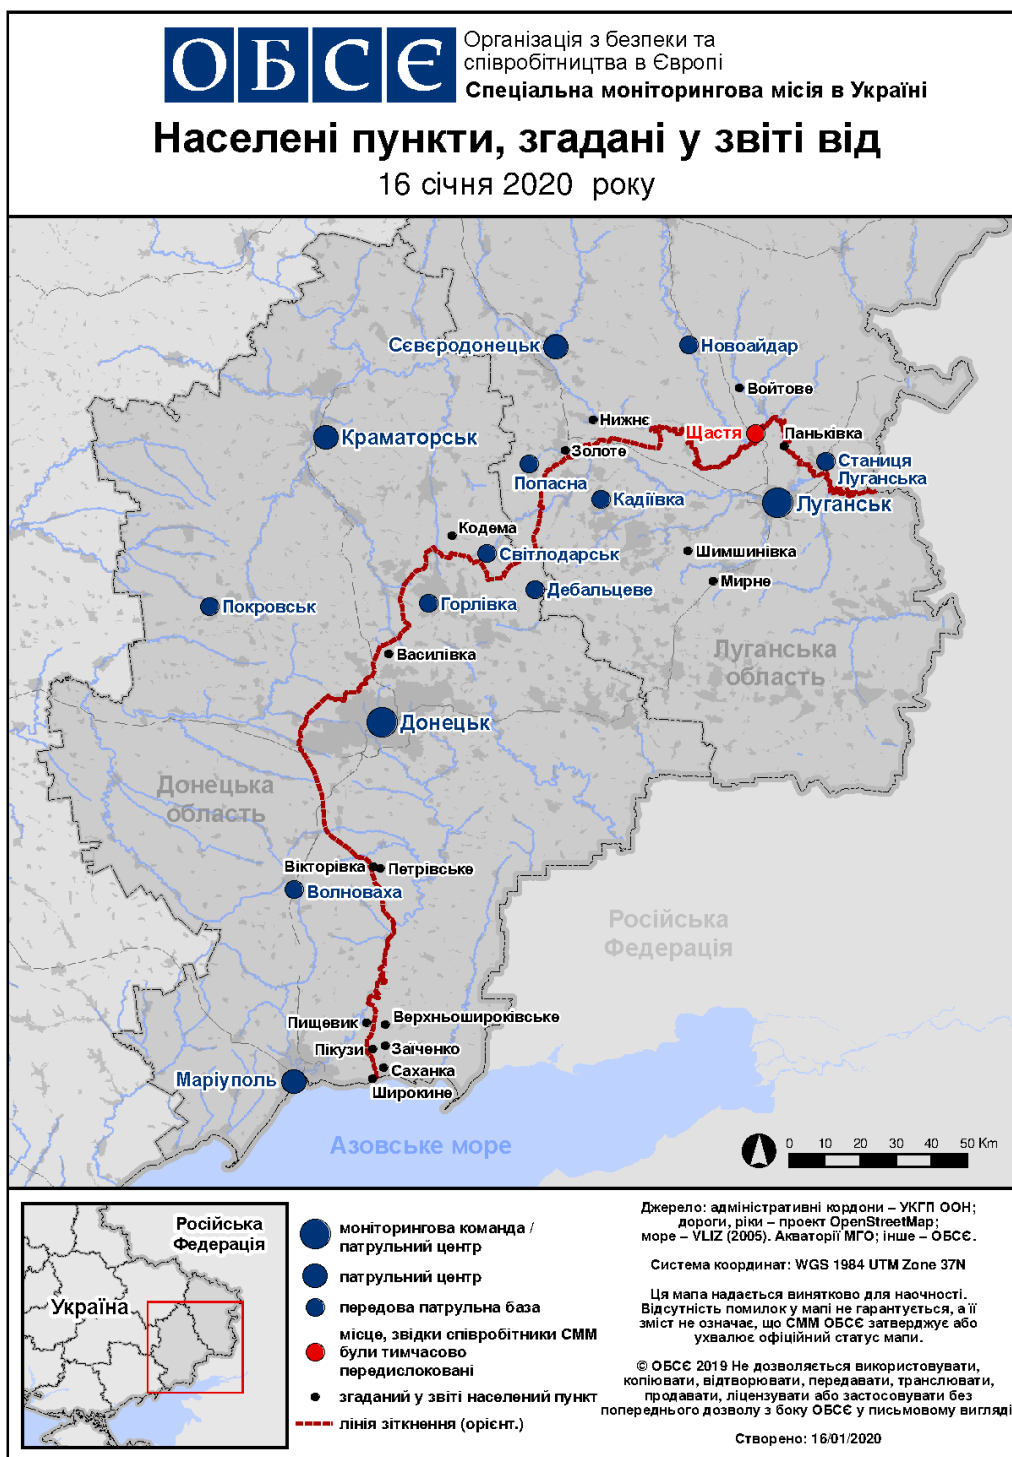 ОБСЄ
Організація з безпеки та
співробітництва в Європі
Спеціальна моніторингова місія в Україні
Населені пункти, згадані у звіті від
16 січня 2020 року
Сєвєродонецьк
Новоайдар
Войтове
Нижнє
Щастя
Паньківка
Краматорськ
Золоте
Станиця
Луганська
Попасна
Кадіївка
Луганськ
Кодема
Світлодарськ
Шимшинівка
Мирне
Дебальцеве
Покровськ
Горлівка
Василівка
Луганська
область
Донецьк
Донецька
область
Вікторівка
Петрівське
Волноваха
Російська
Федерація
Пищевик
Верхньошироківське
Пікузи
Заїченко
Саханка
Маріуполь
Широкине
Азовське море
0 10 20 30 40 50 Km
Російська
Федерація
Україна
моніторингова команда /
патрульний центр
патрульний центр
передова патрульна база
місце, звідки співробітники СММ
були тимчасово
передислоковані
згаданий у звіті населений пункт
лінія зіткнення (орієнт.)
Джерело: адміністративні кордони – УКГП ООН;
дороги, ріки – проект OpenStreetMap;
море – VLIZ (2005). Акваторії МГО; інше – ОБСЄ.
Система координат: WGS 1984 UTM Zone 37N
Ця мапа надається винятково для наочності.
Відсутність помилок у мапі не гарантується, а її
зміст не означає, що СММ ОБСЄ затверджує або
ухвалює офіційний статус мапи.
© ОБСЄ 2019 Не дозволяється використовувати,
копіювати, відтворювати, передавати, транслювати,
продавати, ліцензувати або застосовувати без
попереднього дозволу з боку ОБСЄ у письмовому вигляді
Створено: 16/01/2020